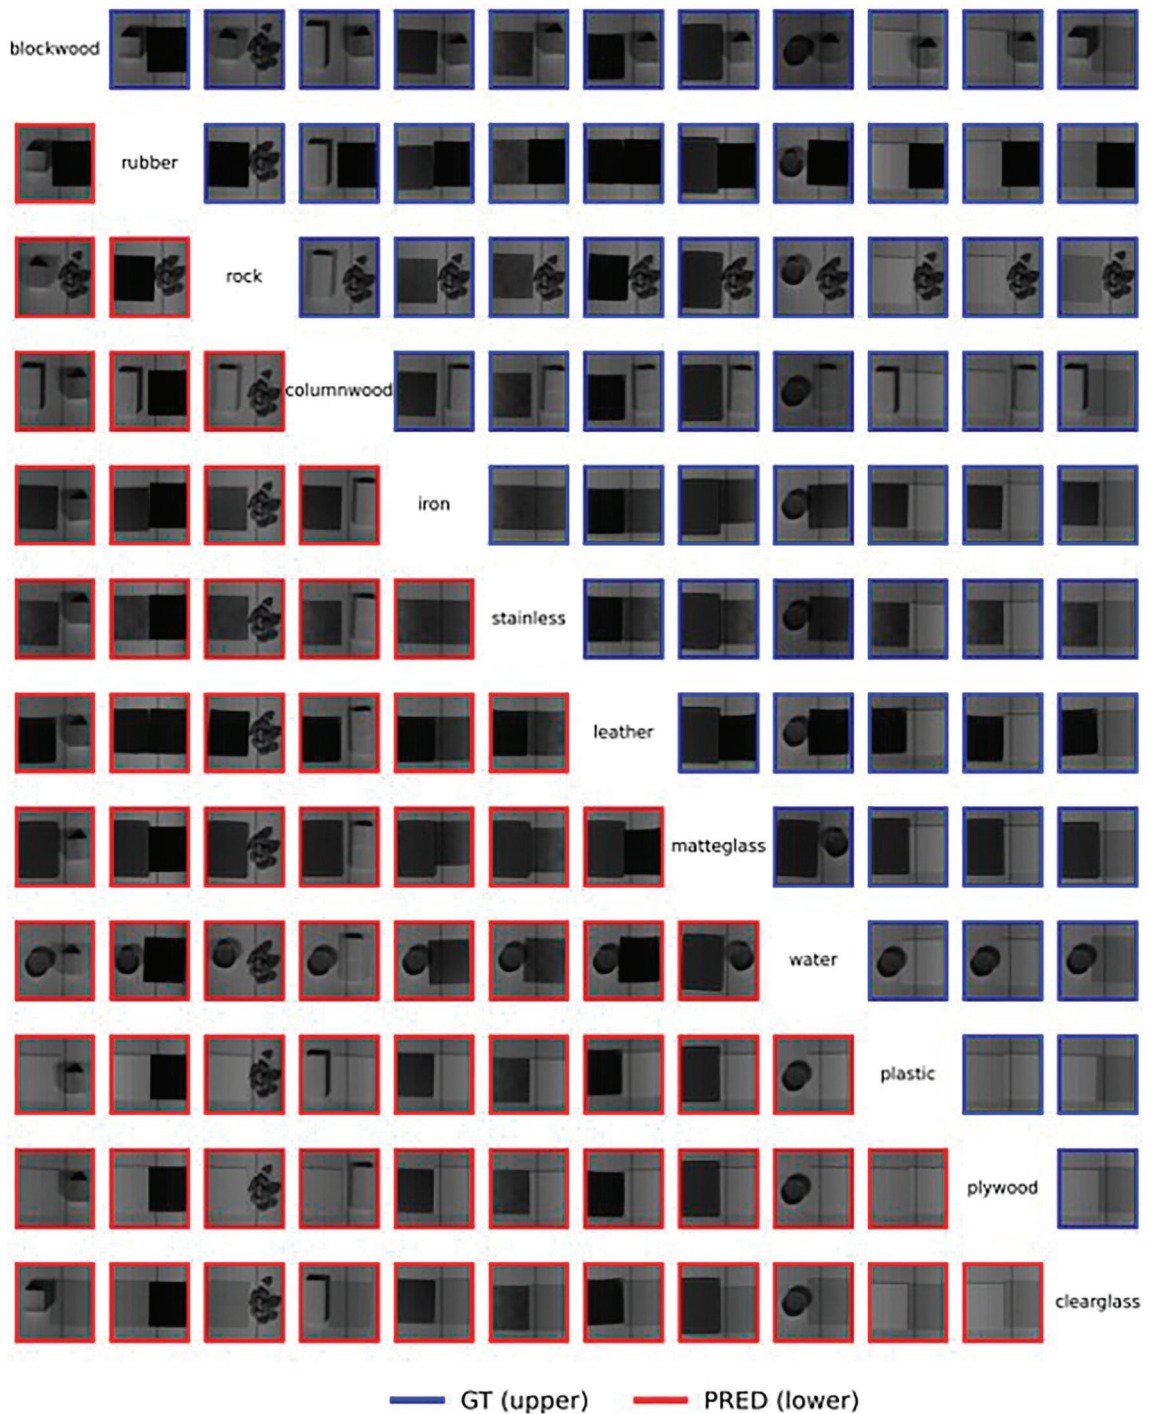 blockwood
rubber
rock
columnwood
iron
stainless
leather
matteglass
water
plastic
plywood
clearglass
GT (upper) PRED (lower)